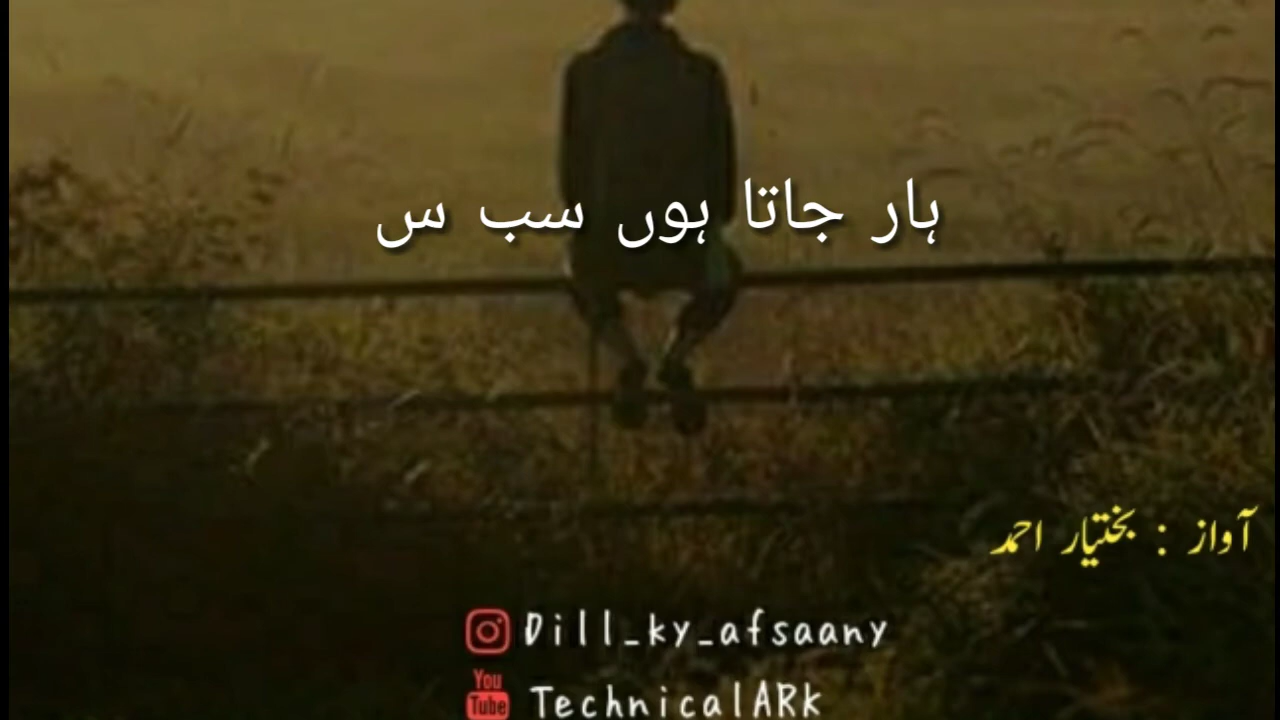 ہار جاتا ہوں سب س
آواز : بختیار احمد
Dill_ky_afsaany
You Tube TechnicalARk